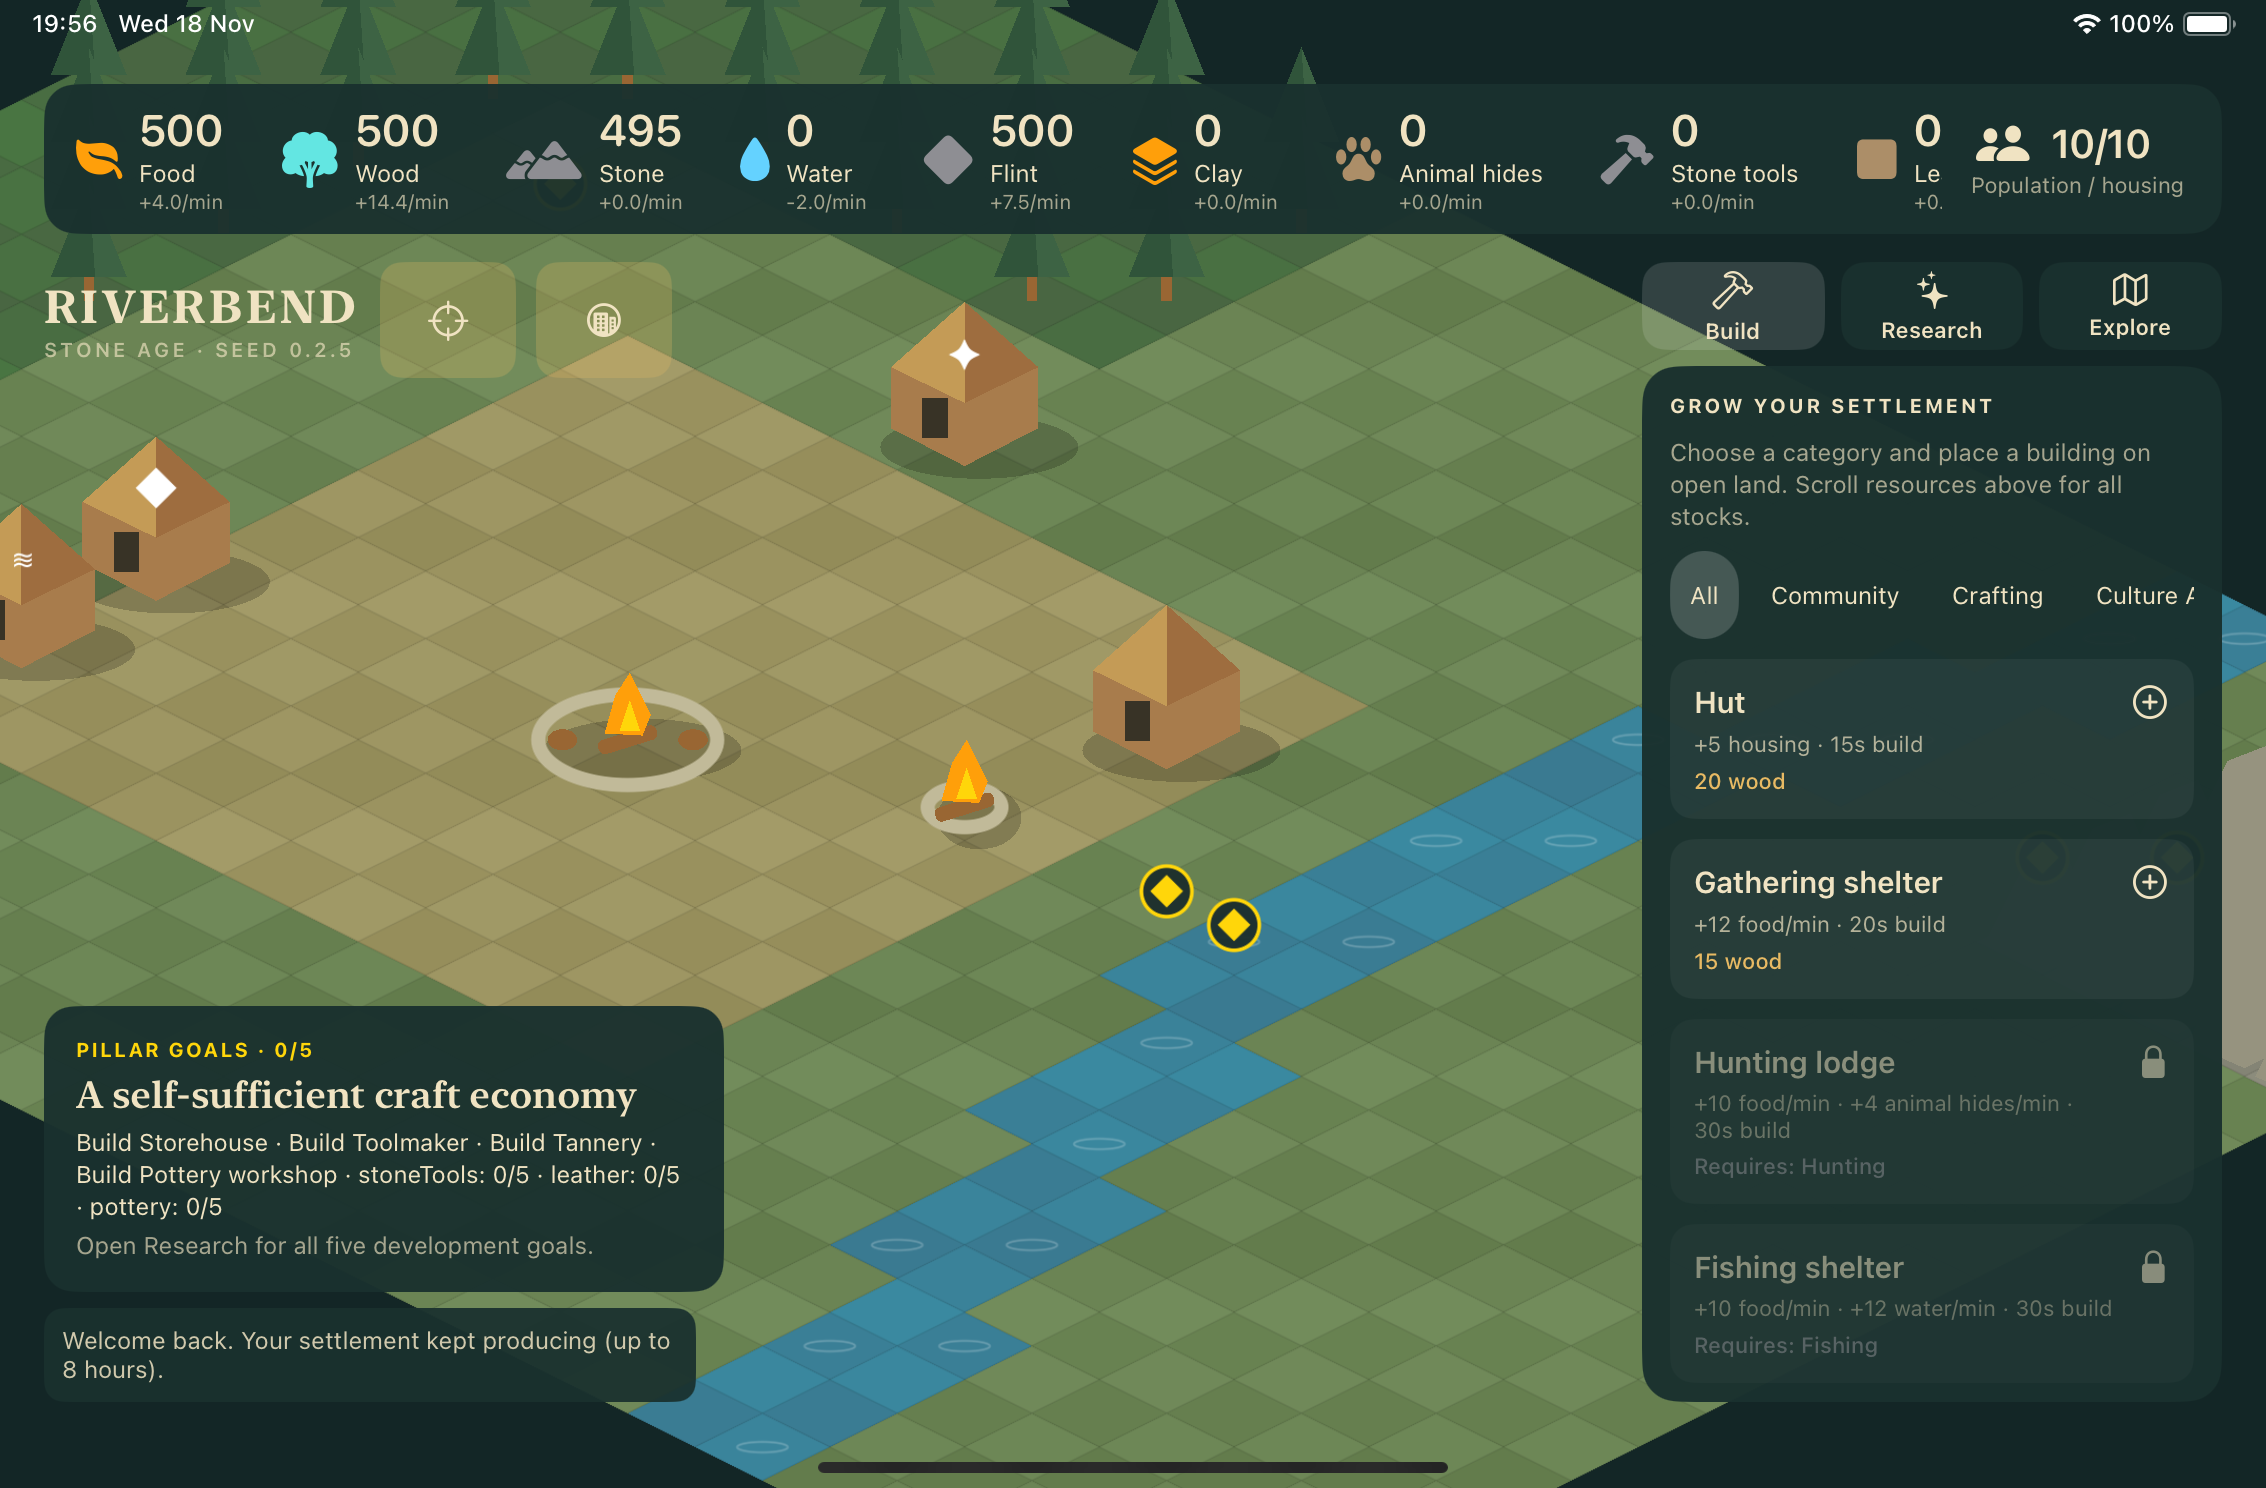 19:56 Wed 18 Nov
100%
500
Food
+4.0/min
500
Wood
+14.4/min
495
Stone
+0.0/min
0
Water
-2.0/min
500
Flint
+7.5/min
0
Clay
+0.0/min
0
Animal hides
+0.0/min
0
Stone tools
+0.0/min
0
Le
+0.
10/10
Population / housing
RIVERBEND
STONE AGE · SEED 0.2.5
Build
Research
Explore
GROW YOUR SETTLEMENT
Choose a category and place a building on
open land. Scroll resources above for all
stocks.
All Community Crafting Culture
Hut
+5 housing · 15s build
20 wood
Gathering shelter
+12 food/min · 20s build
15 wood
Hunting lodge
+10 food/min · +4 animal hides/min ·
30s build
Requires: Hunting
Fishing shelter
+10 food/min · +12 water/min · 30s build
Requires: Fishing
PILLAR GOALS · 0/5
A self-sufficient craft economy
Build Storehouse · Build Toolmaker · Build Tannery ·
Build Pottery workshop · stoneTools: 0/5 · leather: 0/5
· pottery: 0/5
Open Research for all five development goals.
Welcome back. Your settlement kept producing (up to
8 hours).